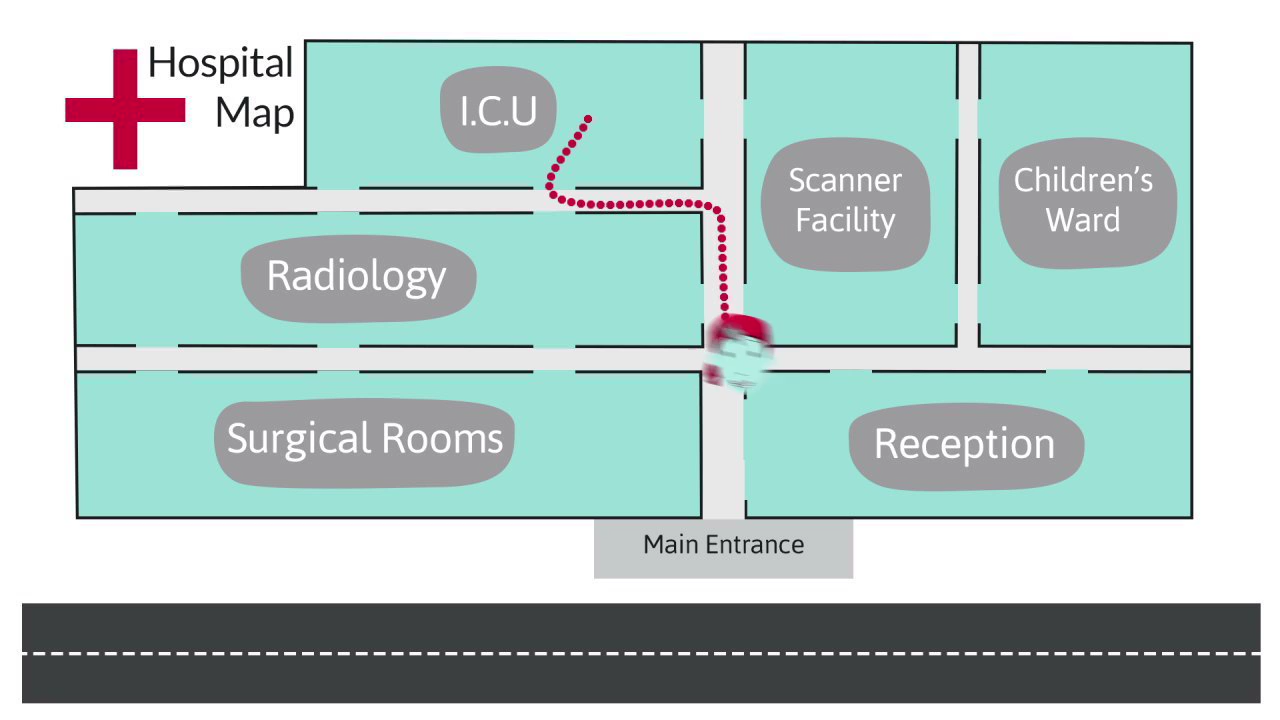 Hospital
Map
I.C.U
Scanner
Facility
Children's
Ward
Radiology
Surgical Rooms
Reception
Main Entrance